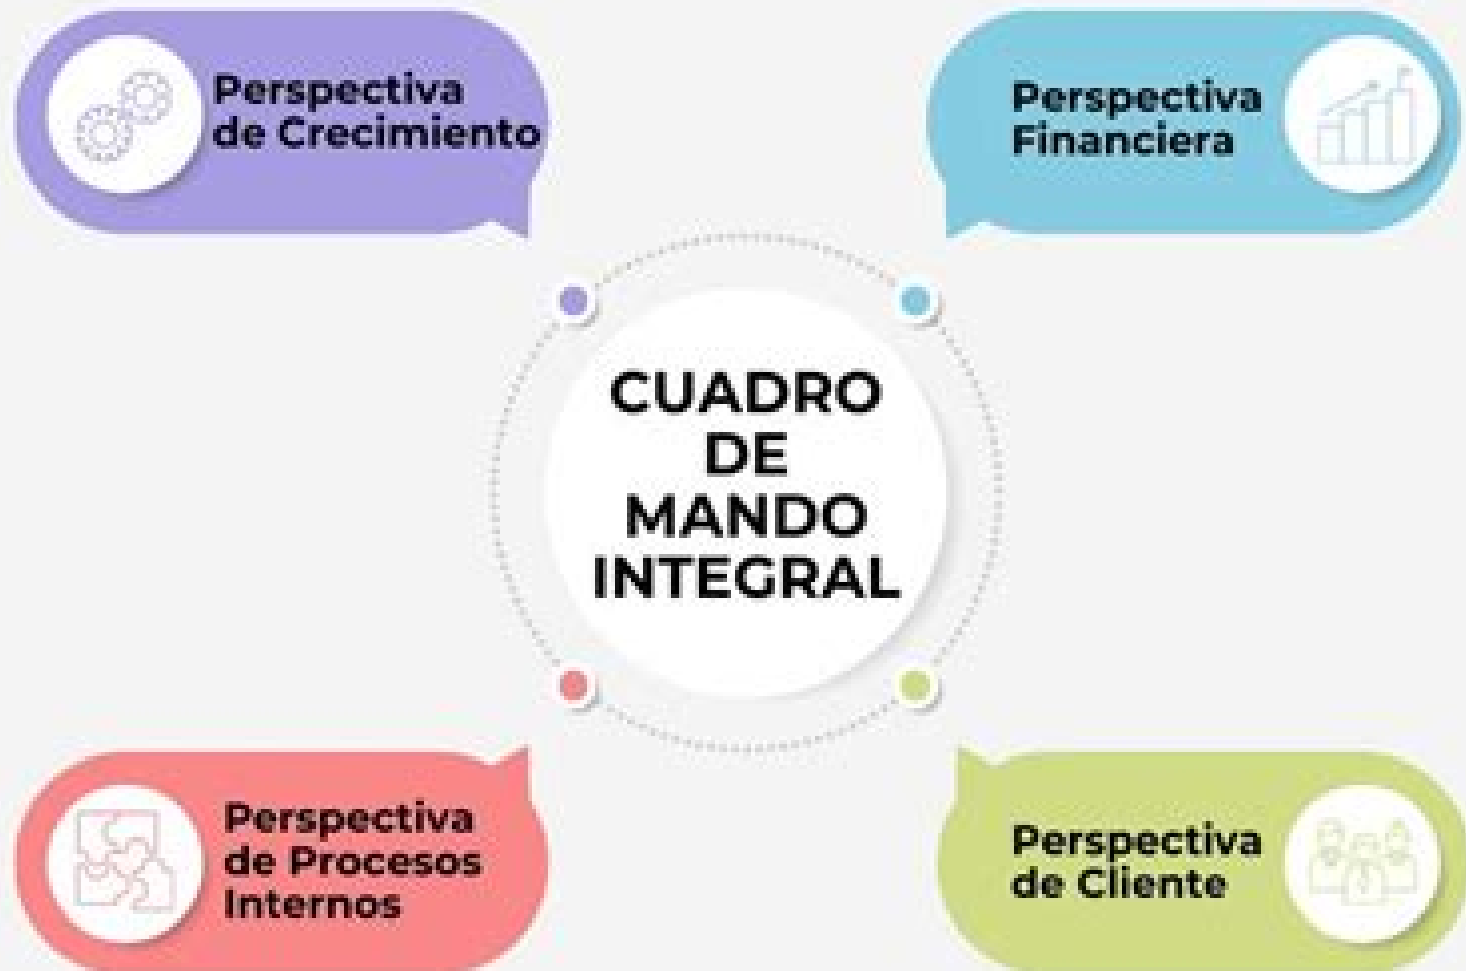 Perspectiva
de Crecimiento
Perspectiva
Financiera
CUADRO
DE
MANDO
INTEGRAL
Perspectiva
de Procesos
Internos
Perspectiva
de Cliente